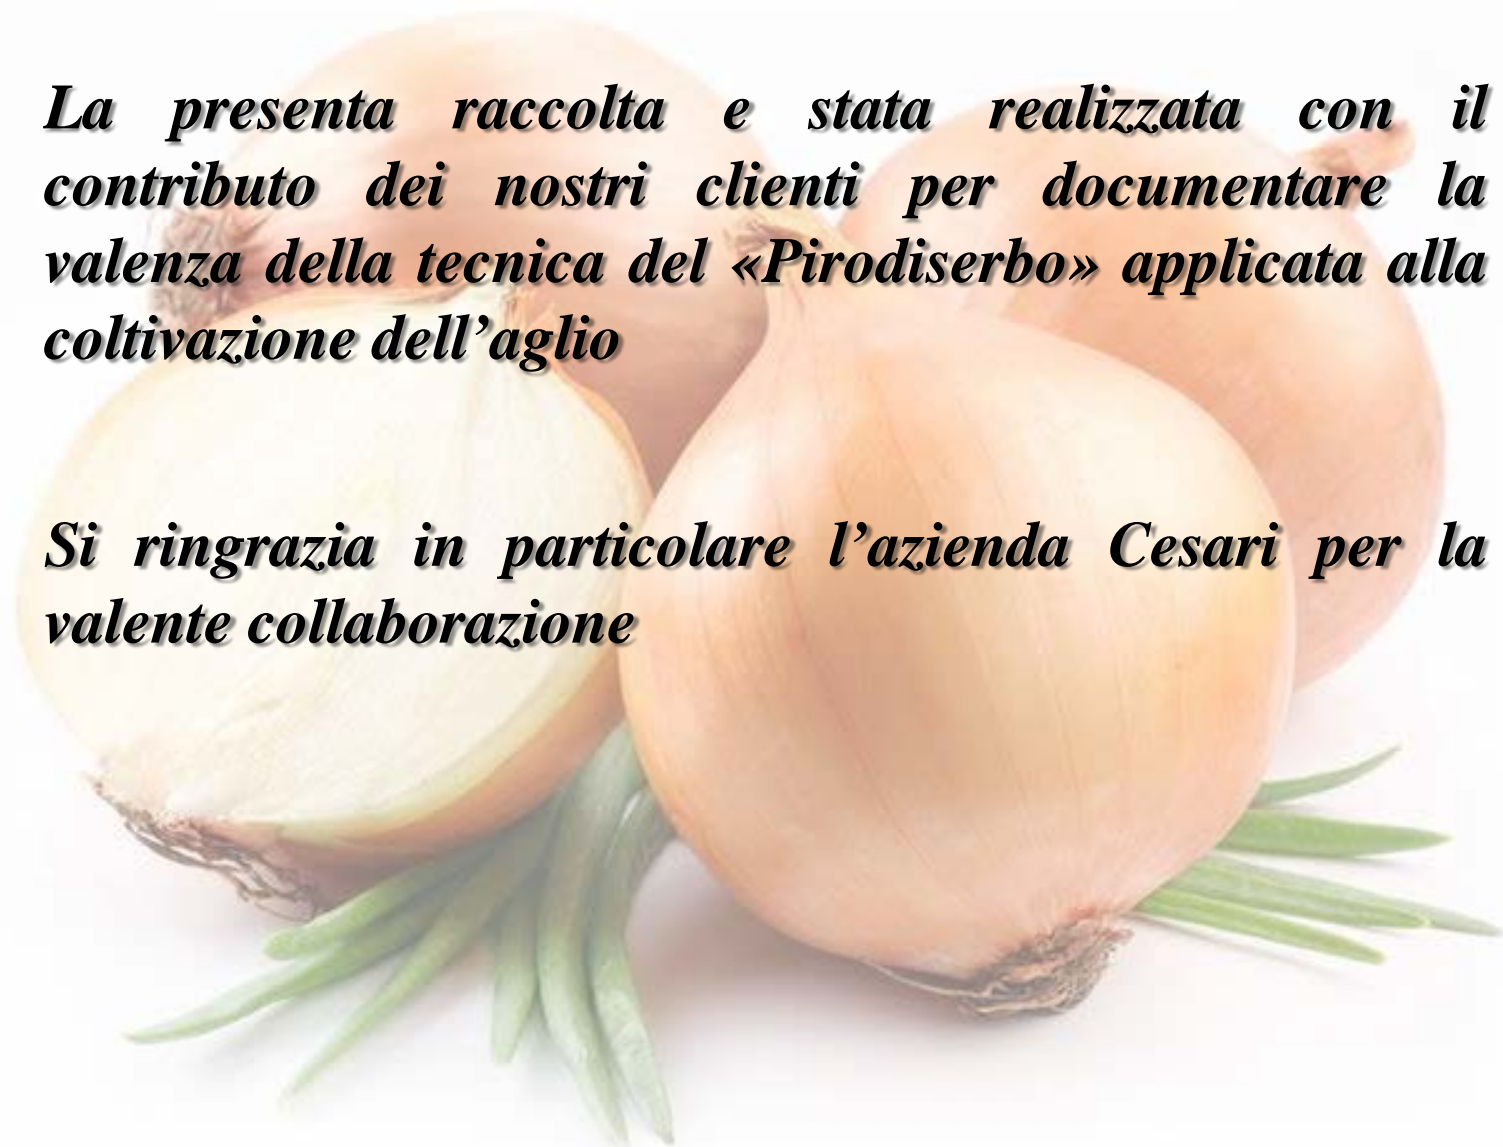 La presenta raccolta e stata realizzata con il
contributo dei nostri clienti per documentare la
valenza della tecnica del «Pirodiserbo» applicata alla
coltivazione dell’aglio
Si ringrazia in particolare l’azienda Cesari per la
valente collaborazione